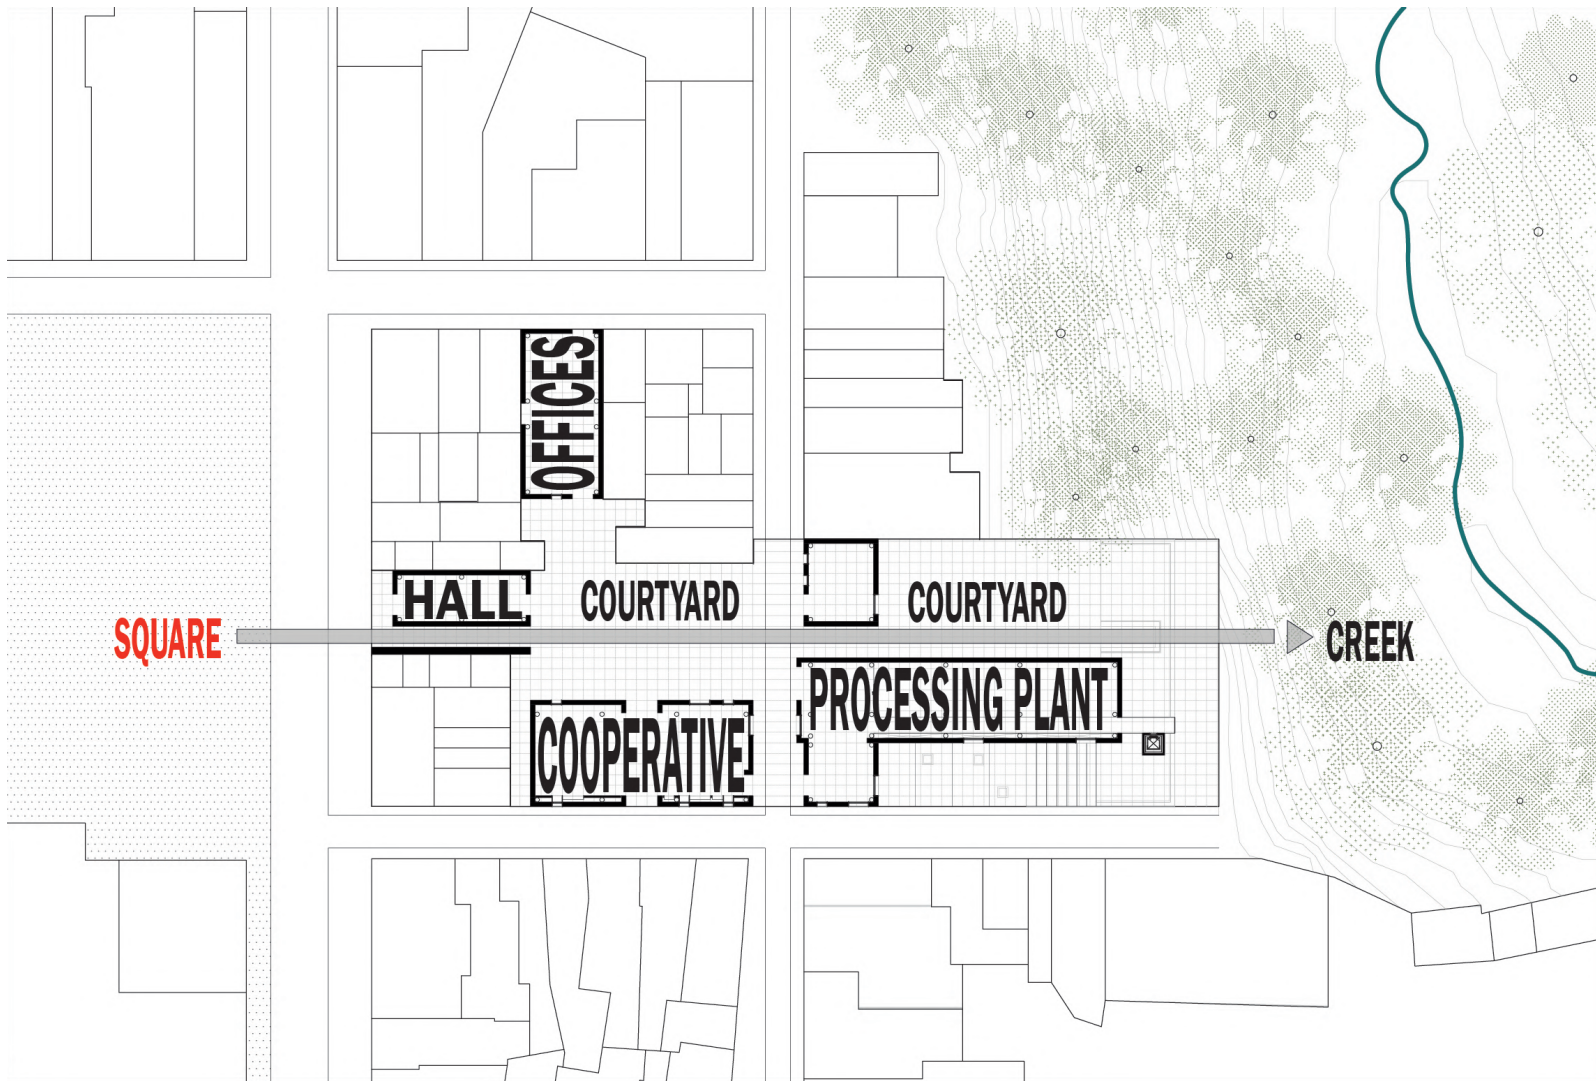 OFFICES
HALL
COURTYARD
COURTYARD
SQUARE
CREEK
PROCESSING PLANT
COOPERATIVE